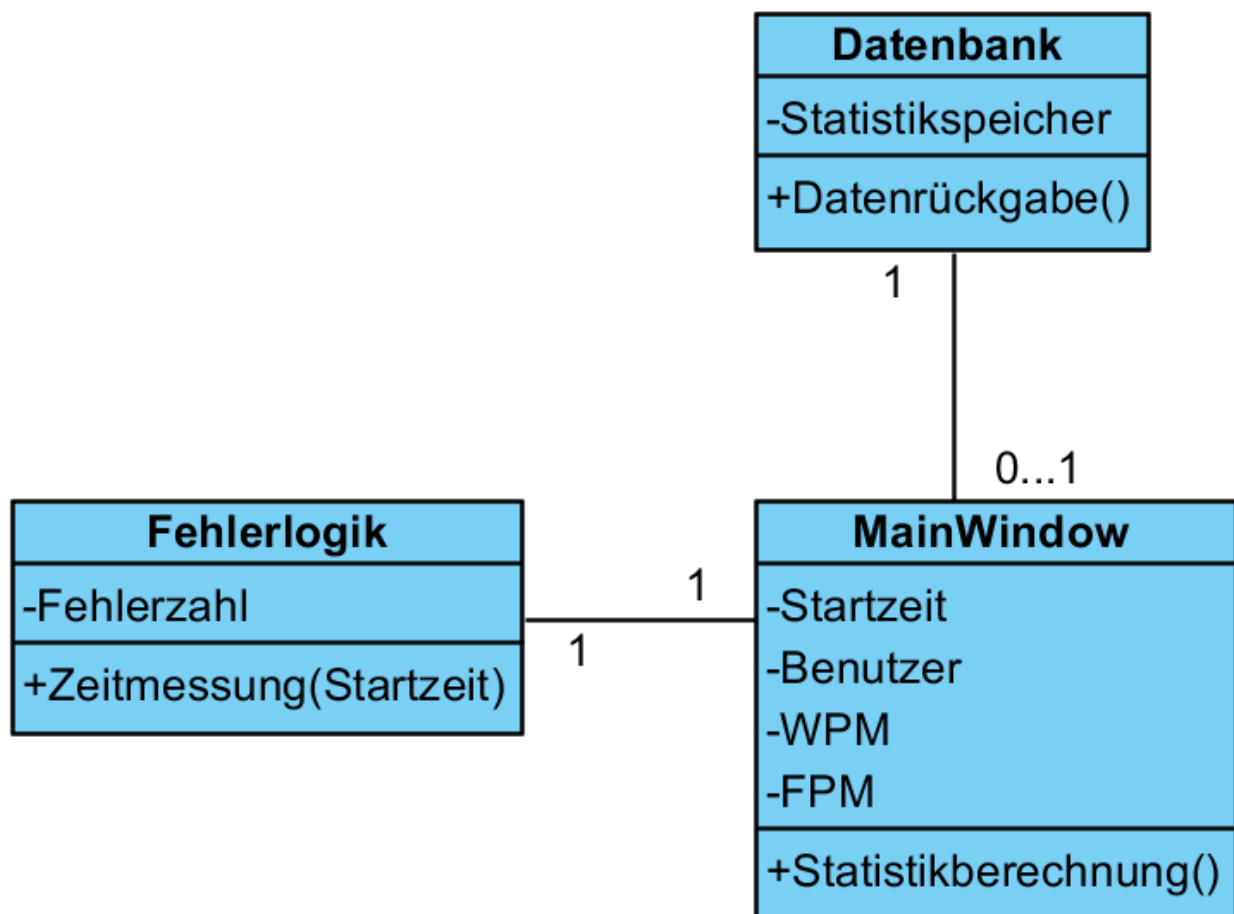 Datenbank
-Statistikspeicher
+Datenrückgabe()
1
0...1
Fehlerlogik
-Fehlerzahl
+Zeitmessung(Startzeit)
1
1
MainWindow
-Startzeit
-Benutzer
-WPM
-FPM
+Statistikberechnung()